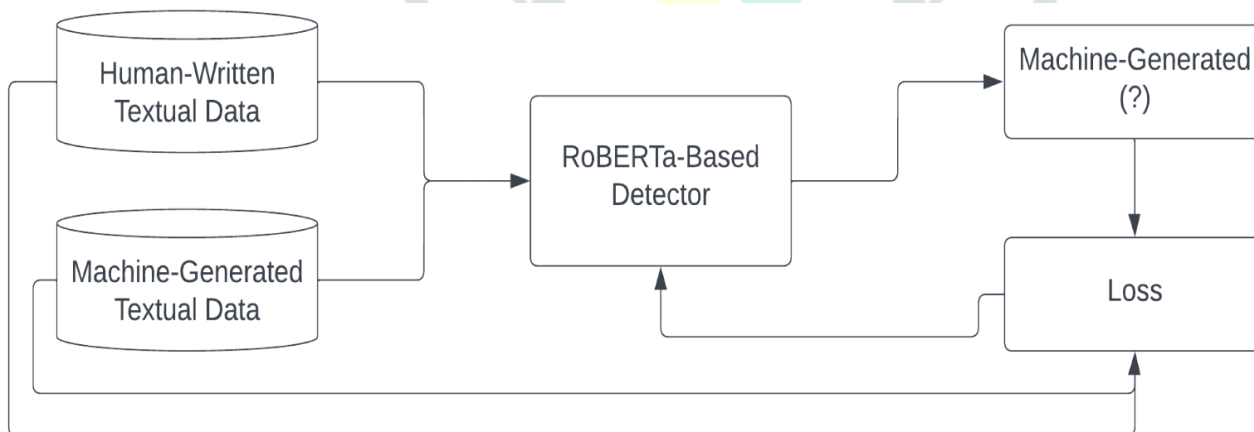 Human-Written
Textual Data
Machine-Generated
Textual Data
RoBERTa-Based
Detector
Machine-Generated
(?)
Loss